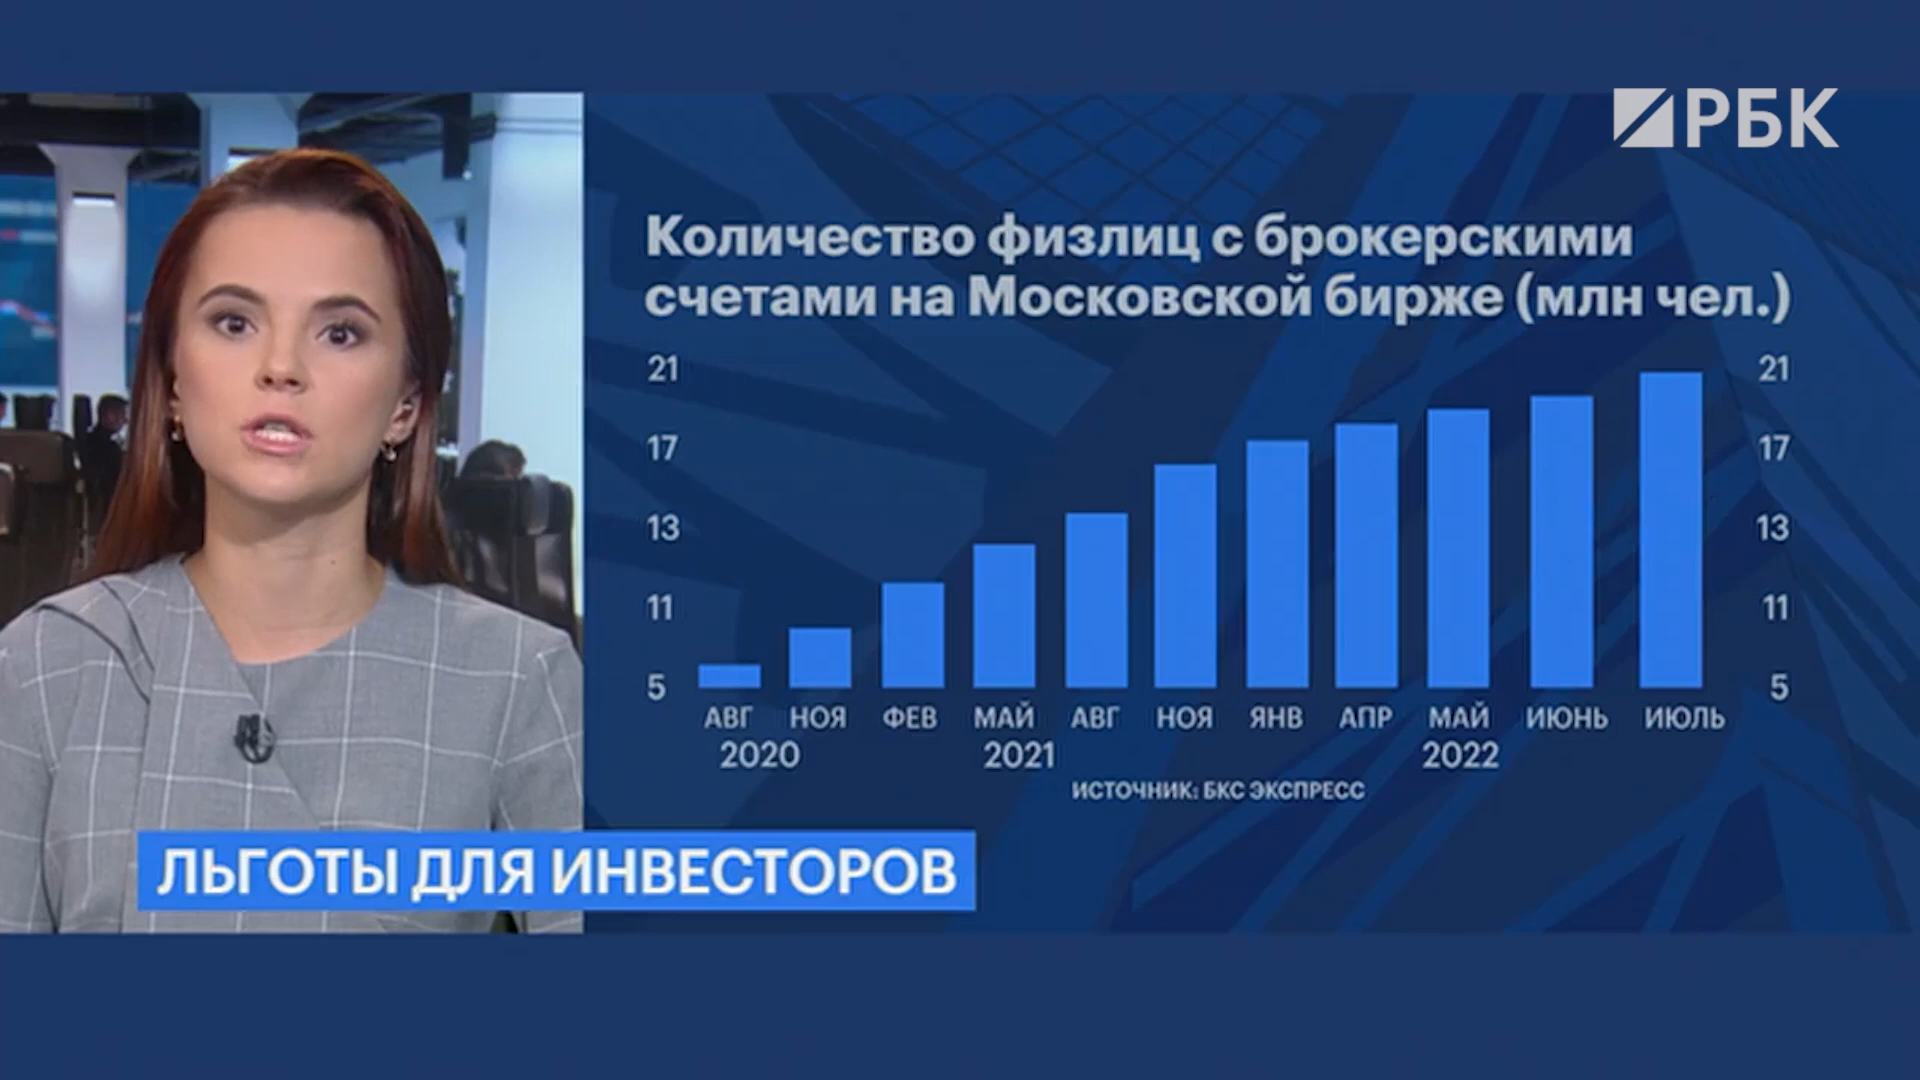 РБК
Количество физлиц с брокерскими
счетами на Московской бирже (млн чел.)
21 21
17 17
13 13
11 11
5 5
АВГ НОЯ ФЕВ МАЙ АВГ НОЯ ЯНВ АПР МАЙ ИЮНЬ ИЮЛЬ
2020 2021 2022
ИСТОЧНИК: БКС ЭКСПРЕСС
ЛЬГОТЫ ДЛЯ ИНВЕСТОРОВ